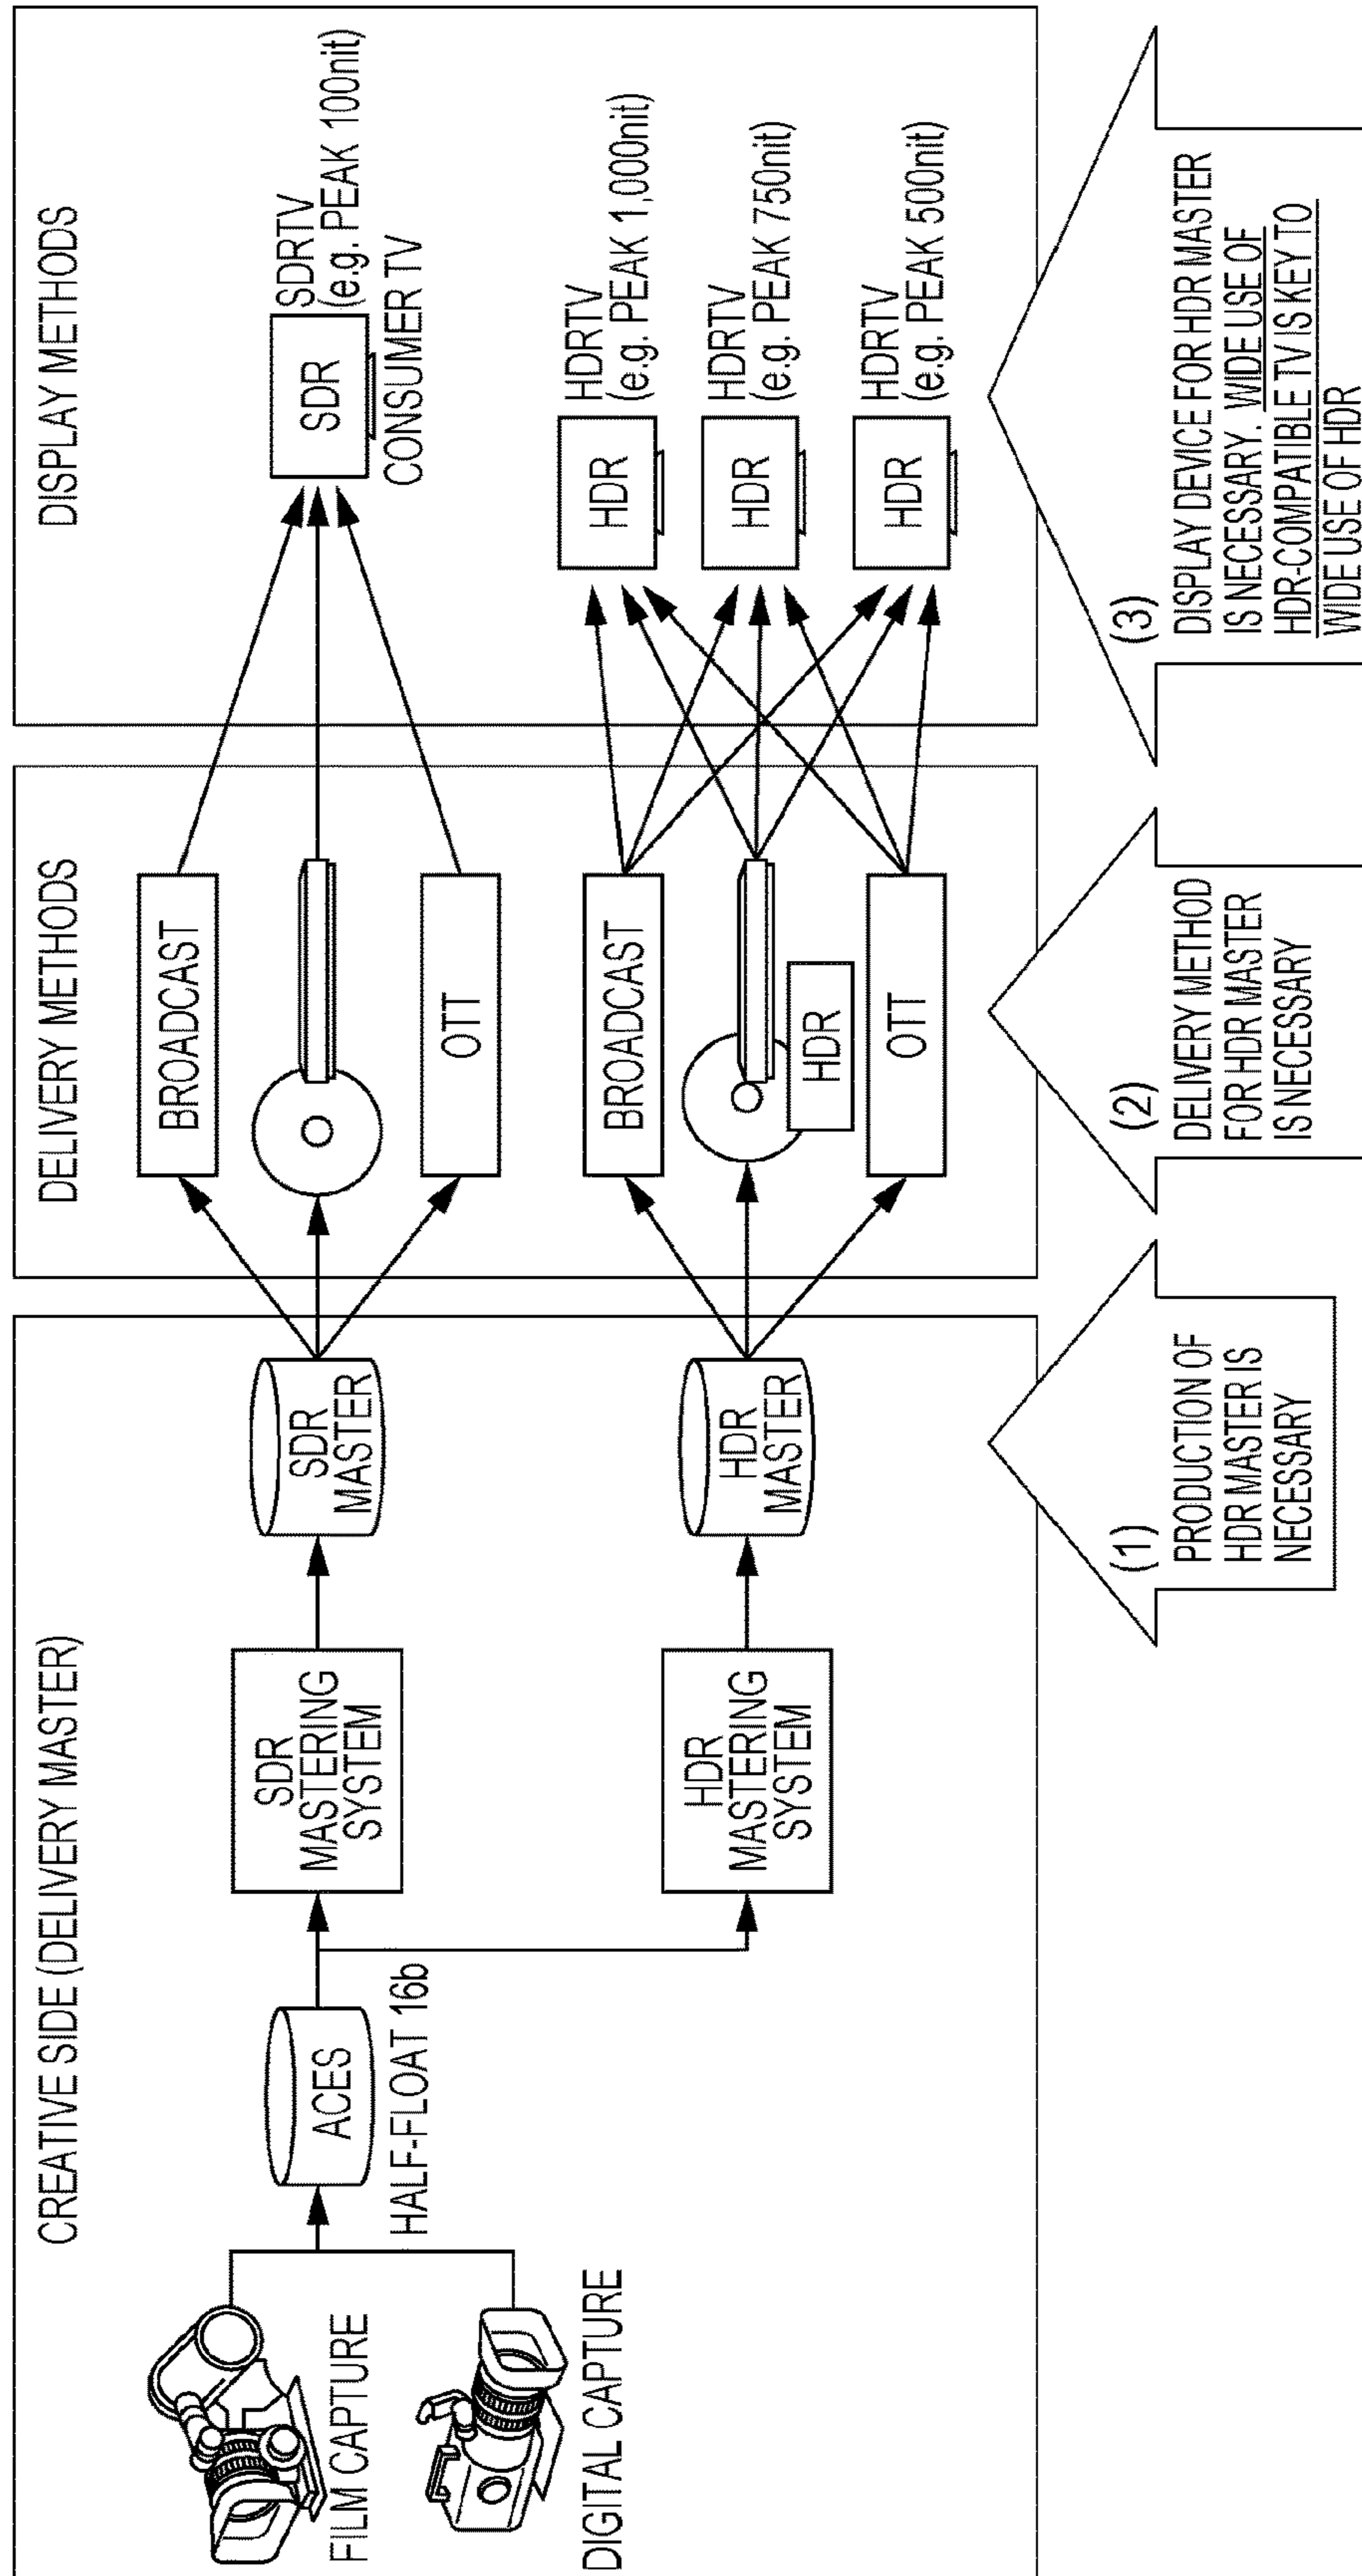 CREATIVE SIDE (DELIVERY MASTER)
FILM CAPTURE
DIGITAL CAPTURE
ACES
HALF-FLOAT 16b
SDR
MASTERING
SYSTEM
HDR
MASTERING
SYSTEM
SDR
MASTER
HDR
MASTER
DELIVERY METHODS
BROADCAST
OTT
BROADCAST
HDR
OTT
DISPLAY METHODS
SDR
SDRTV
(e.g. PEAK 100nit)
CONSUMER TV
HDR
HDRTV
(e.g. PEAK 1,000nit)
HDR
HDRTV
(e.g. PEAK 750nit)
HDR
HDRTV
(e.g. PEAK 500nit)
(1)
PRODUCTION OF
HDR MASTER IS
NECESSARY
(2)
DELIVERY METHOD
FOR HDR MASTER
IS NECESSARY
(3)
DISPLAY DEVICE FOR HDR MASTER
IS NECESSARY. WIDE USE OF
HDR-COMPATIBLE TV IS KEY TO
WIDE USE OF HDR